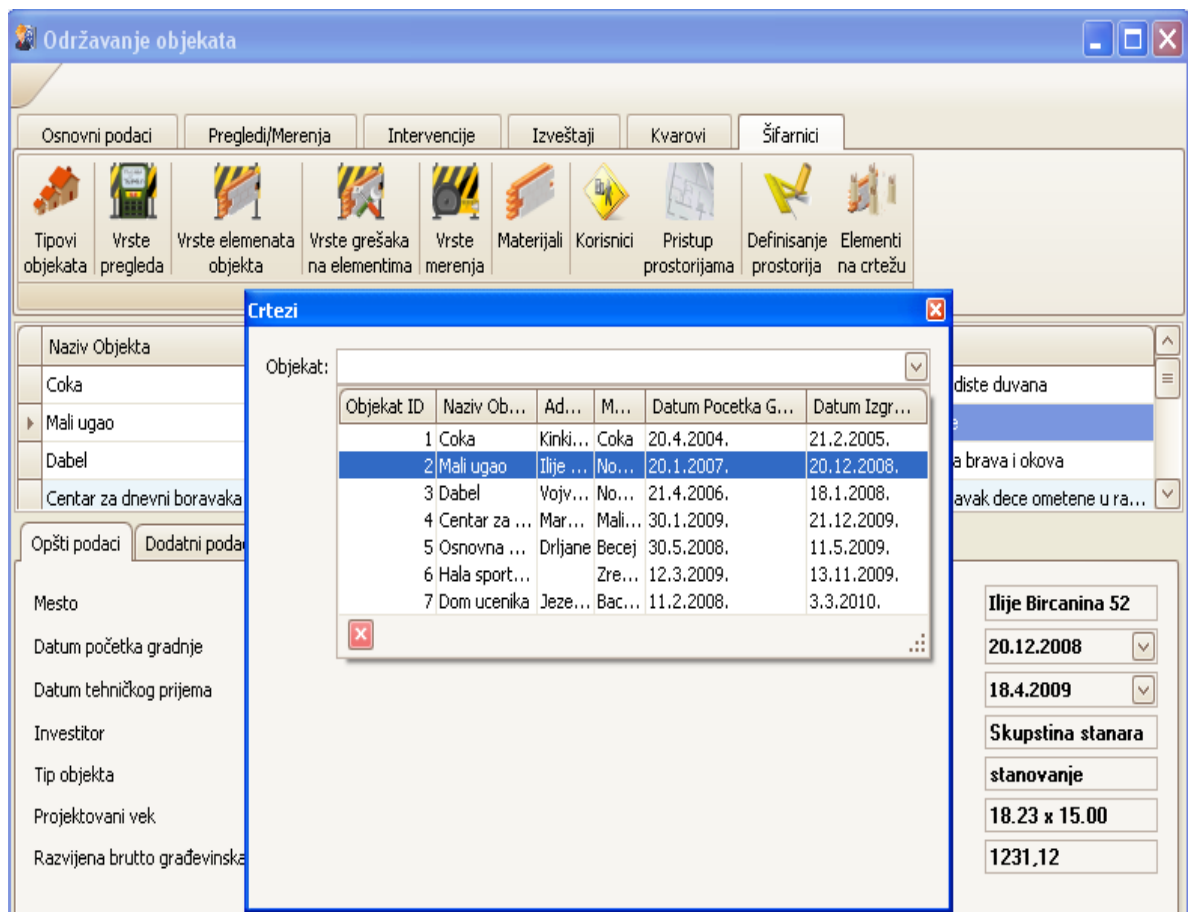 Održavanje objekata
Osnovni podaci Pregledi/Merenja Intervencije Izveštaji Kvarovi Šifarnici
Tipovi objekata
Vrste pregleda
Vrste elemenata objekta
Vrste grešaka na elementima
Vrste merenja
Materijali
Korisnici
Pristup prostorijama
Definisanje prostorija
Elementi na crtežu
Crtezi
Naziv Objekta
Coka diste duvana
Mali ugao
Dabel a brava i okova
Centar za dnevni boravaka avak dece ometene u ra...
Objekat:
Objekat ID Naziv Ob... Ad... M... Datum Pocetka G... Datum Izgr...
1 Coka Kinki... Coka 20.4.2004. 21.2.2005.
2 Mali ugao Ilije ... No... 20.1.2007. 20.12.2008.
3 Dabel Vojv... No... 21.4.2006. 18.1.2008.
4 Centar za ... Mar... Mali... 30.1.2009. 21.12.2009.
5 Osnovna ... Drljane Becej 30.5.2008. 11.5.2009.
6 Hala sport... Zre... 12.3.2009. 13.11.2009.
7 Dom ucenika Jeze... Bac... 11.2.2008. 3.3.2010.
Opšti podaci Dodatni podac
Mesto Ilije Bircanina 52
Datum početka gradnje 20.12.2008
Datum tehničkog prijema 18.4.2009
Investitor Skupstina stanara
Tip objekta stanovanje
Projektovani vek 18.23 x 15.00
Razvijena brutto građevinska 1231,12